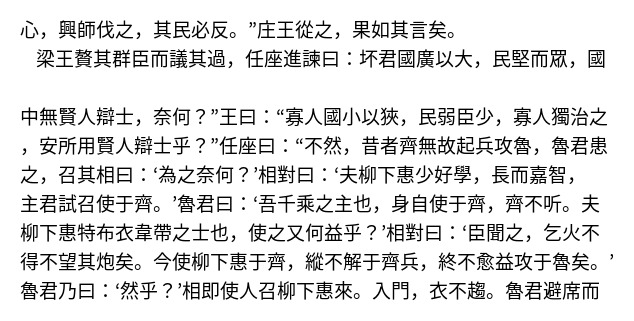 心，興師伐之，其民必反。”庄王從之，果如其言矣。
梁王贅其群臣而議其過，任座進諫曰：坏君國廣以大，民堅而眾，國
中無賢人辯士，奈何？”王曰：“寡人國小以狹，民弱臣少，寡人獨治之
，安所用賢人辯士乎？”任座曰：“不然，昔者齊無故起兵攻魯，魯君患
之，召其相曰：‘為之奈何？’相對曰：‘夫柳下惠少好學，長而嘉智，
主君試召使于齊。’魯君曰：‘吾千乘之主也，身自使于齊，齊不听。夫
柳下惠特布衣韋帶之士也，使之又何益乎？’相對曰：‘臣聞之，乞火不
得不望其炮矣。今使柳下惠于齊，縱不解于齊兵，終不愈益攻于魯矣。’
魯君乃曰：‘然乎？’相即使人召柳下惠來。入門，衣不趨。魯君避席而